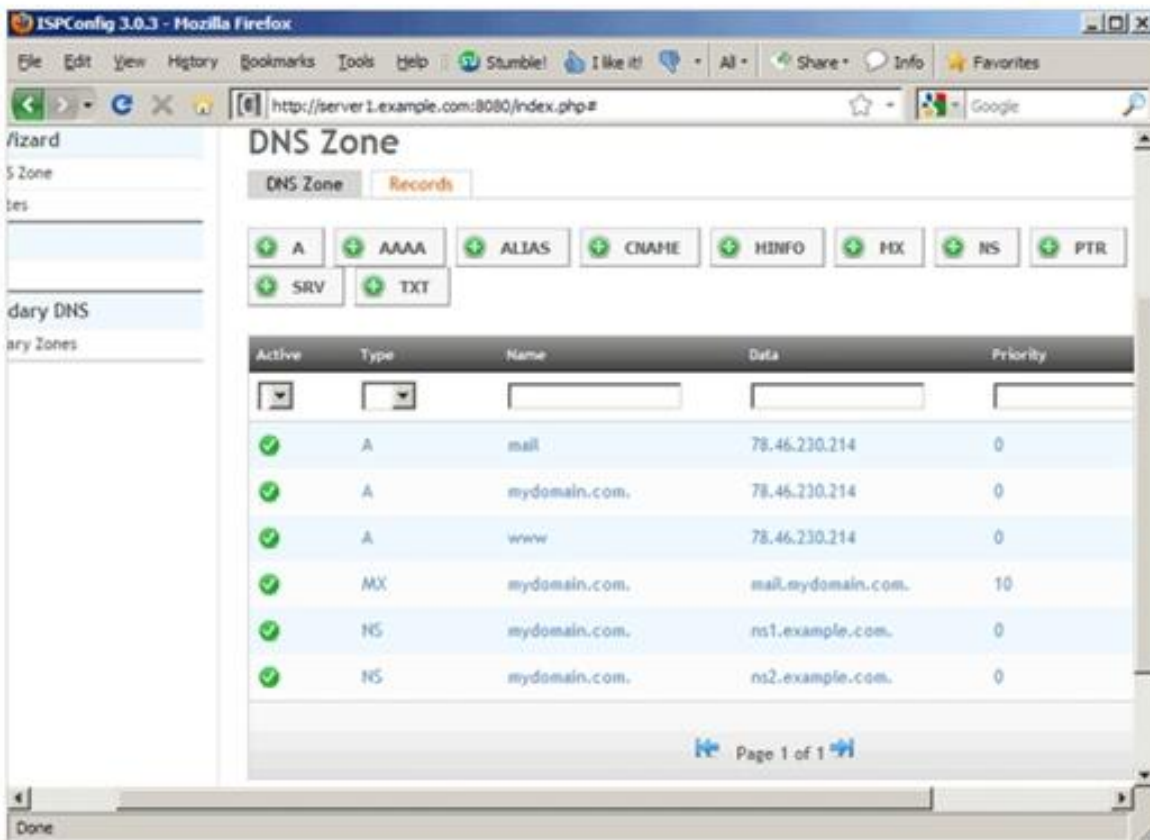 ISPConfig 3.0.3 - Mozilla Firefox
File Edit View History Bookmarks Tools Help Stumble! I like it! All Share Info Favorites
http://server1.example.com:8080/index.php# Google
Wizard
S Zone
tes
dary DNS
ary Zones
DNS Zone
DNS Zone Records
A AAAA ALIAS CNAME HINFO MX NS PTR
SRV TXT
Active Type Name Data Priority
A mail 78.46.230.214 0
A mydomain.com. 78.46.230.214 0
A www 78.46.230.214 0
MX mydomain.com. mail.mydomain.com. 10
NS mydomain.com. ns1.example.com. 0
NS mydomain.com. ns2.example.com. 0
Page 1 of 1
Done